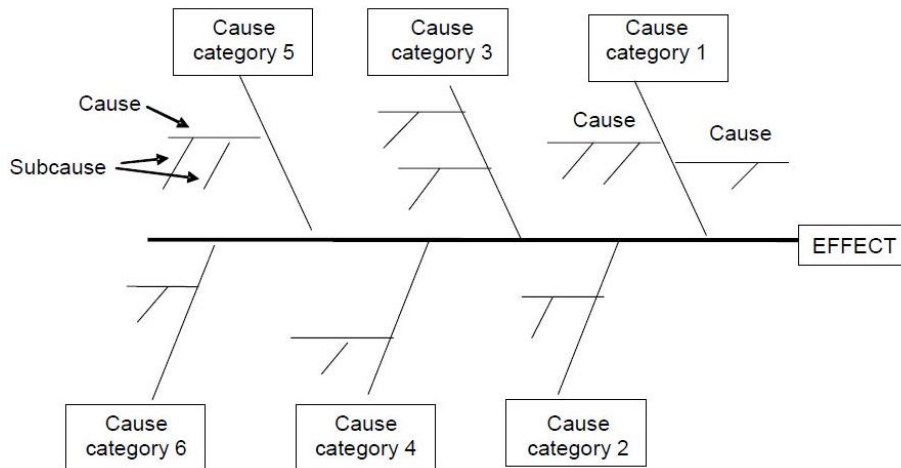 Cause
category 5
Cause
category 3
Cause
category 1
Cause
Cause
Cause
Subcause
EFFECT
Cause
category 6
Cause
category 4
Cause
category 2